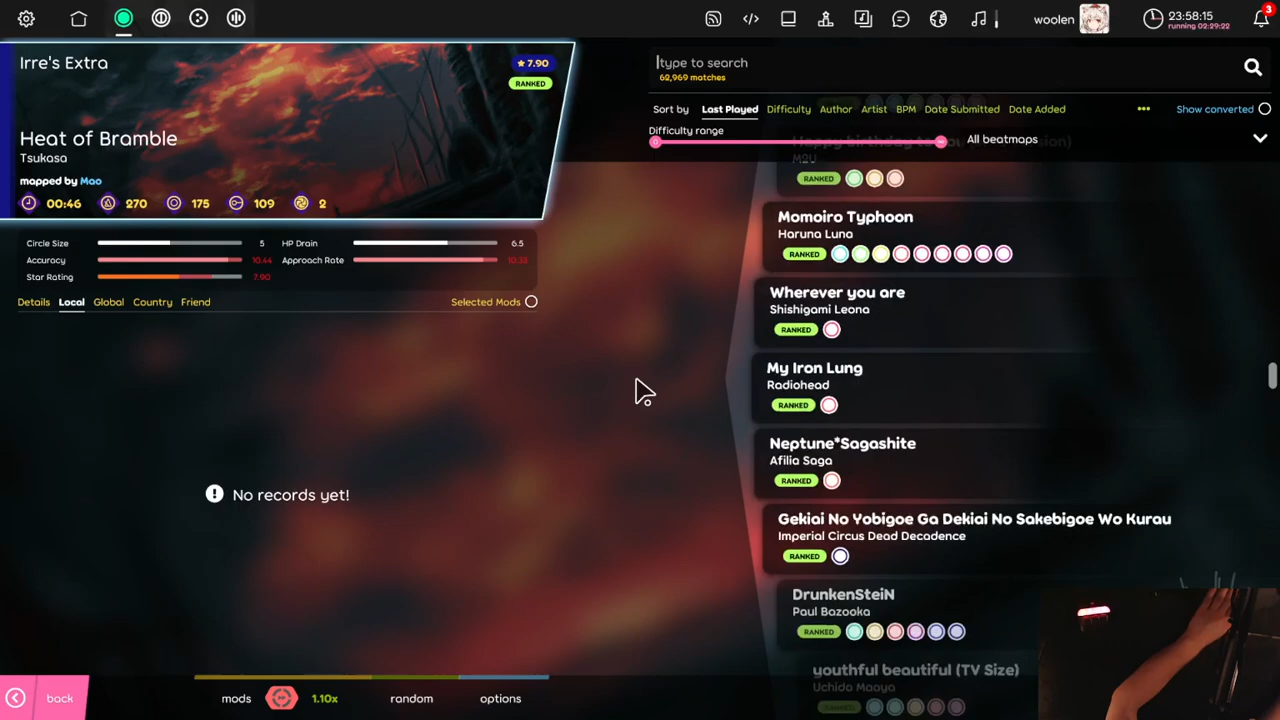 woolen
23:58:15
running 02:29:22
3
Irre's Extra
7.90
RANKED
Heat of Bramble
Tsukasa
mapped by Mao
00:46
270
175
109
2
Circle Size
5
HP Drain
6.5
Accuracy
10.44
Approach Rate
10.33
Star Rating
7.90
Details
Local
Global
Country
Friend
Selected Mods
No records yet!
type to search
62,969 matches
Sort by
Last Played
Difficulty
Author
Artist
BPM
Date Submitted
Date Added
Show converted
Difficulty range
0
∞
All beatmaps
M2U
RANKED
Momoiro Typhoon
Haruna Luna
RANKED
Wherever you are
Shishigami Leona
RANKED
My Iron Lung
Radiohead
RANKED
Neptune*Sagashite
Afilia Saga
RANKED
Gekiai No Yobigoe Ga Dekiai No Sakebigoe Wo Kurau
Imperial Circus Dead Decadence
RANKED
DrunkenSteiN
Paul Bazooka
RANKED
youthful beautiful (TV Size)
Uchida Maaya
RANKED
back
mods
1.10x
random
options